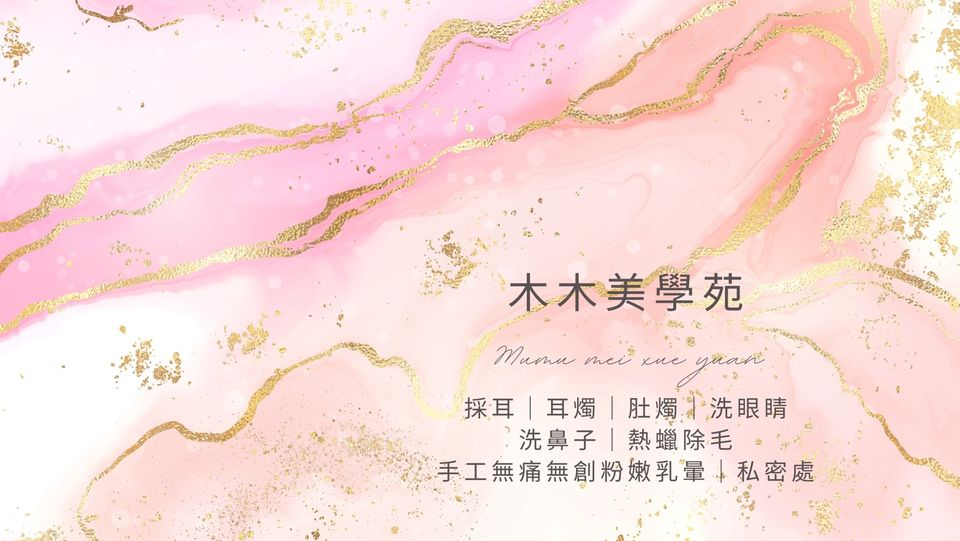 木木美學苑
Mumu mei xue yuan
採耳｜耳燭｜肚燭｜洗眼睛
洗鼻子｜熱蠟除毛
手工無痛無創粉嫩乳暈｜私密處